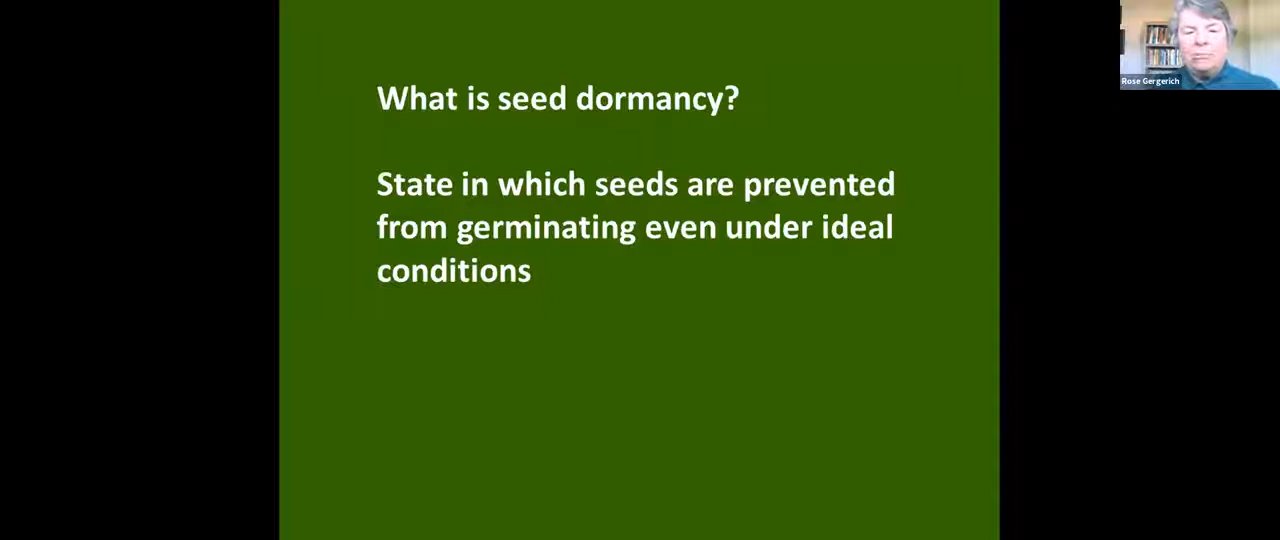 What is seed dormancy?
State in which seeds are prevented
from germinating even under ideal
conditions
Rose Gergerich